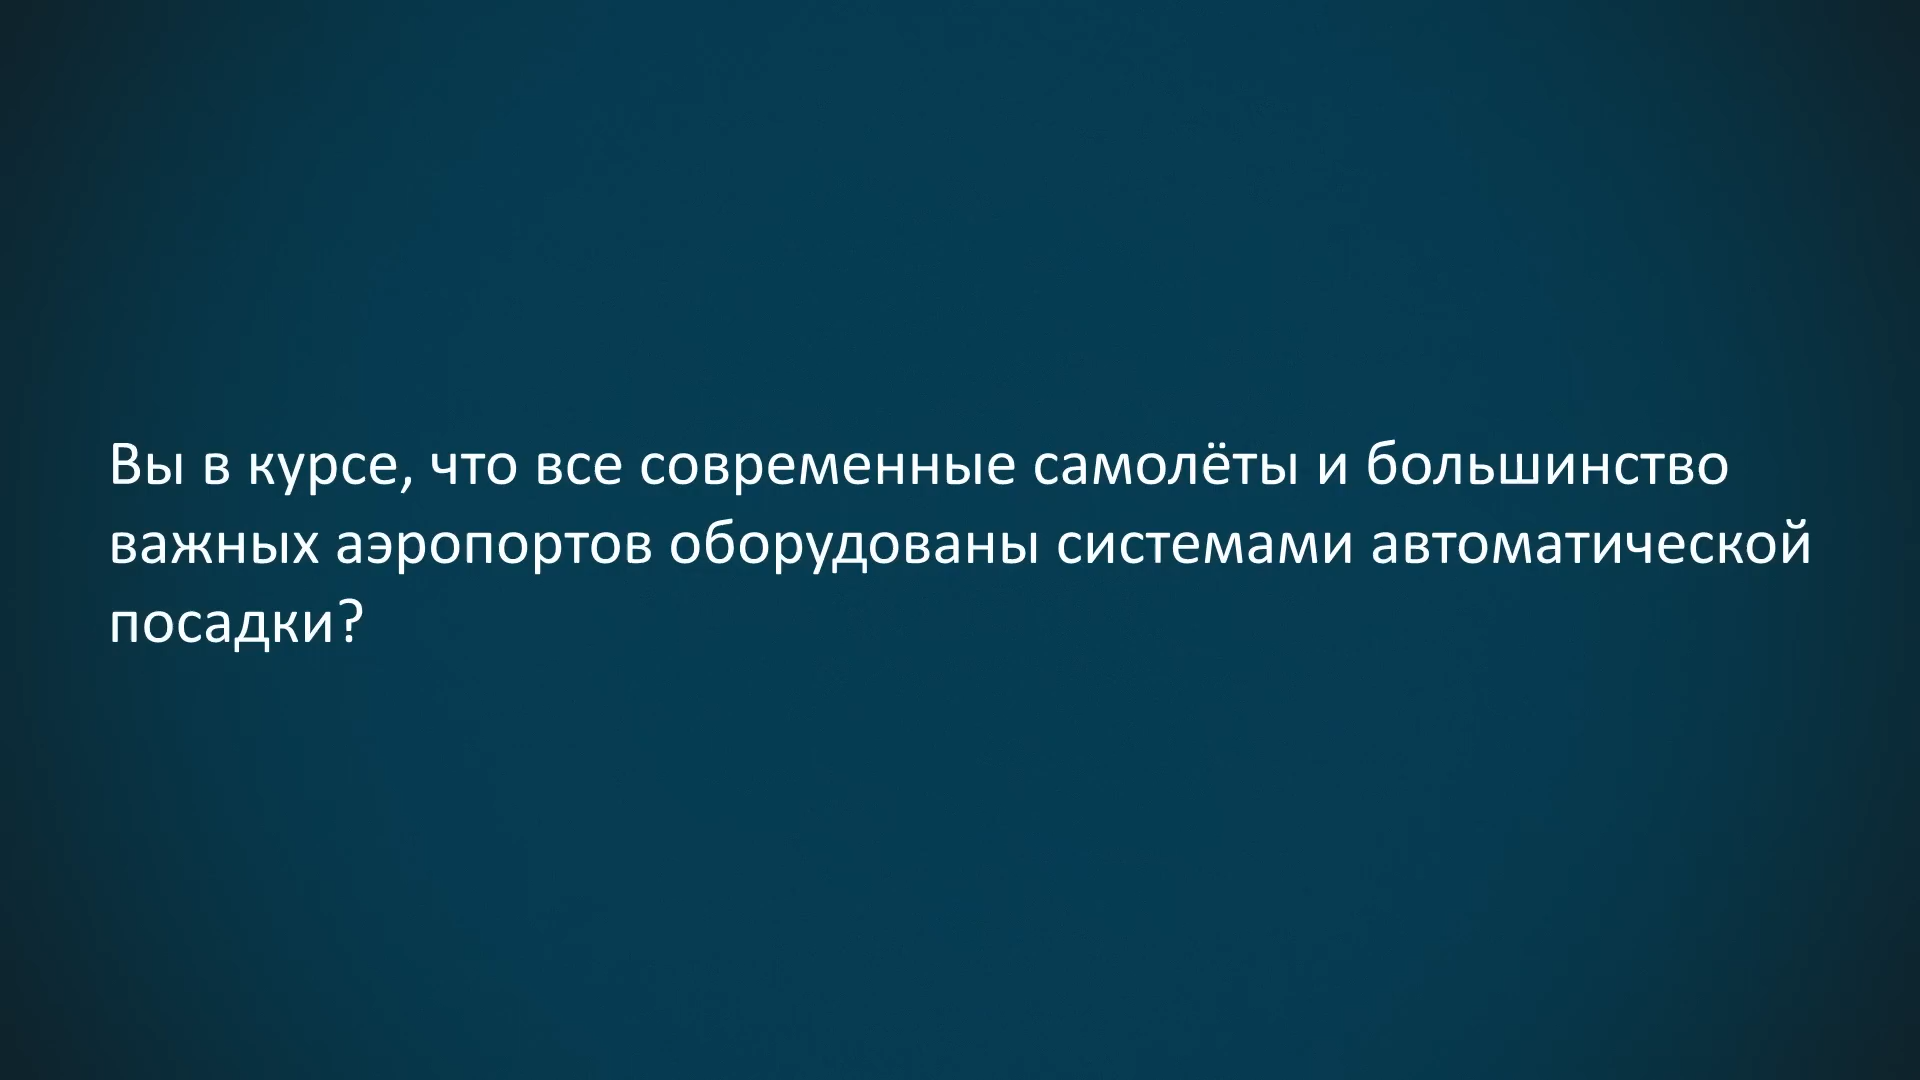 Вы в курсе, что все современные самолёты и большинство
важных аэропортов оборудованы системами автоматической
посадки?